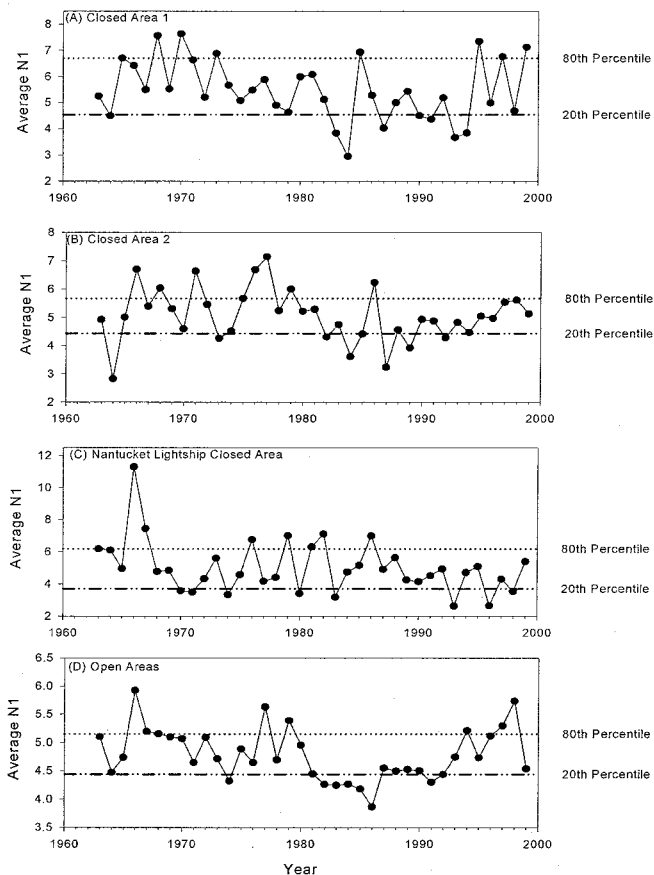 (A) Closed Area 1
8
7
6
5
4
3
2
Average N1
80th Percentile
20th Percentile
1960 1970 1980 1990 2000
(B) Closed Area 2
8
7
6
5
4
3
2
Average N1
80th Percentile
20th Percentile
1960 1970 1980 1990 2000
(C) Nantucket Lightship Closed Area
12
10
8
6
4
2
Average N1
80th Percentile
20th Percentile
1960 1970 1980 1990 2000
(D) Open Areas
6.5
6.0
5.5
5.0
4.5
4.0
3.5
Average N1
80th Percentile
20th Percentile
1960 1970 1980 1990 2000
Year